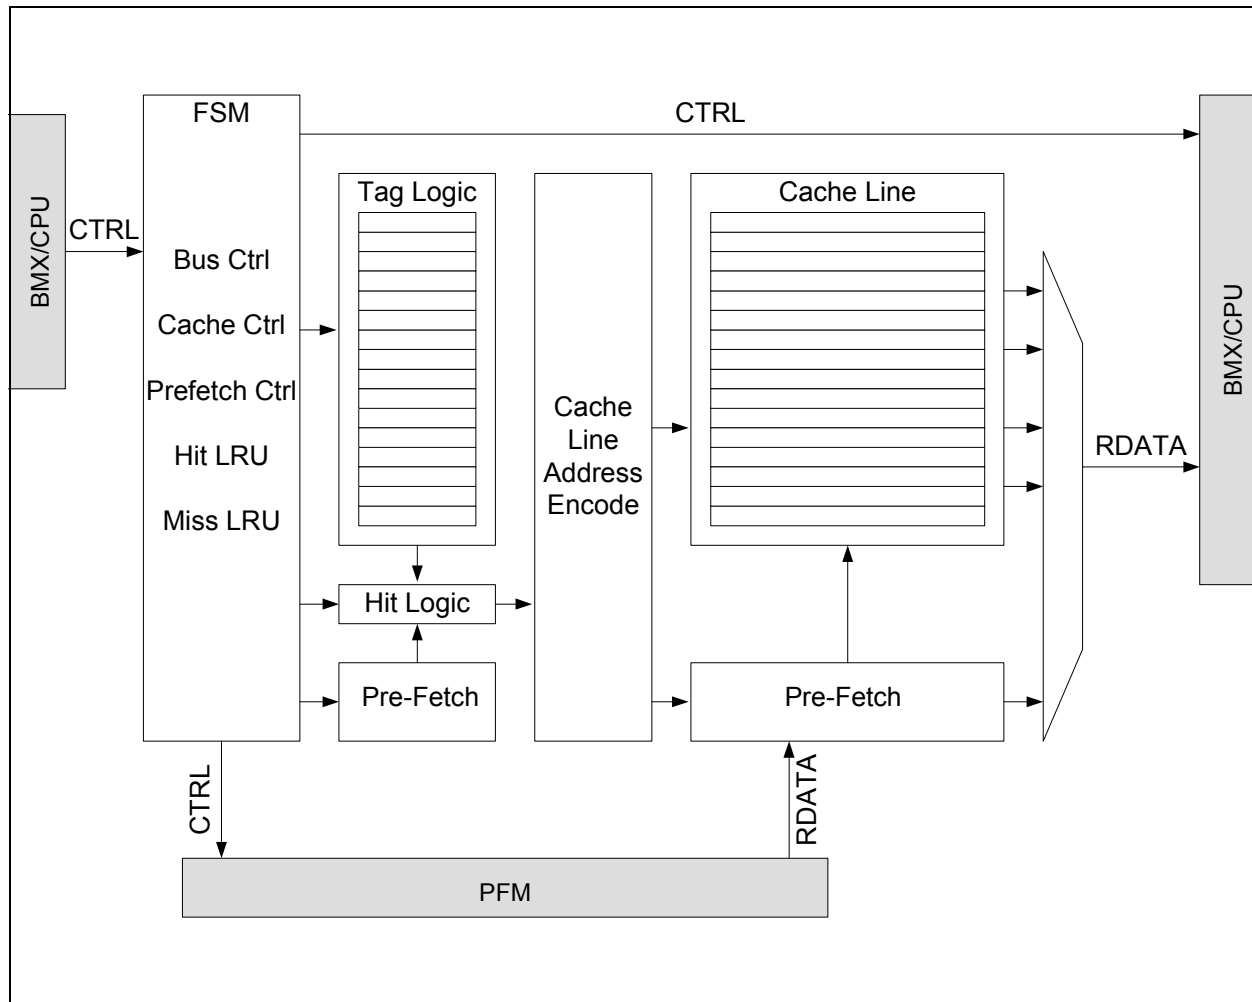 FSM
CTRL
BMX/CPU
CTRL
Bus Ctrl
Cache Ctrl
Prefetch Ctrl
Hit LRU
Miss LRU
Tag Logic
Hit Logic
Pre-Fetch
Cache
Line
Address
Encode
Cache Line
Pre-Fetch
RDATA
BMX/CPU
CTRL
RDATA
PFM